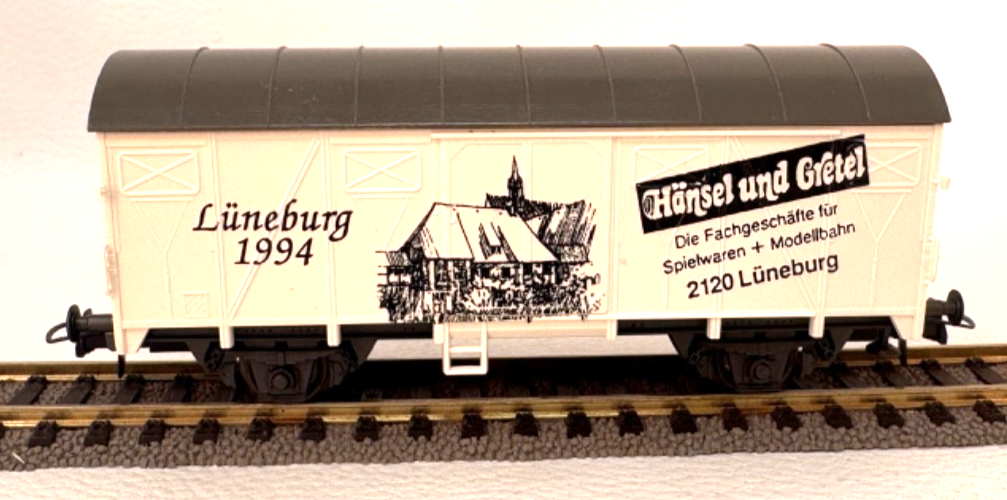 Lüneburg
1994
Hänsel und Gretel
Die Fachgeschäfte für
Spielwaren + Modellbahn
2120 Lüneburg